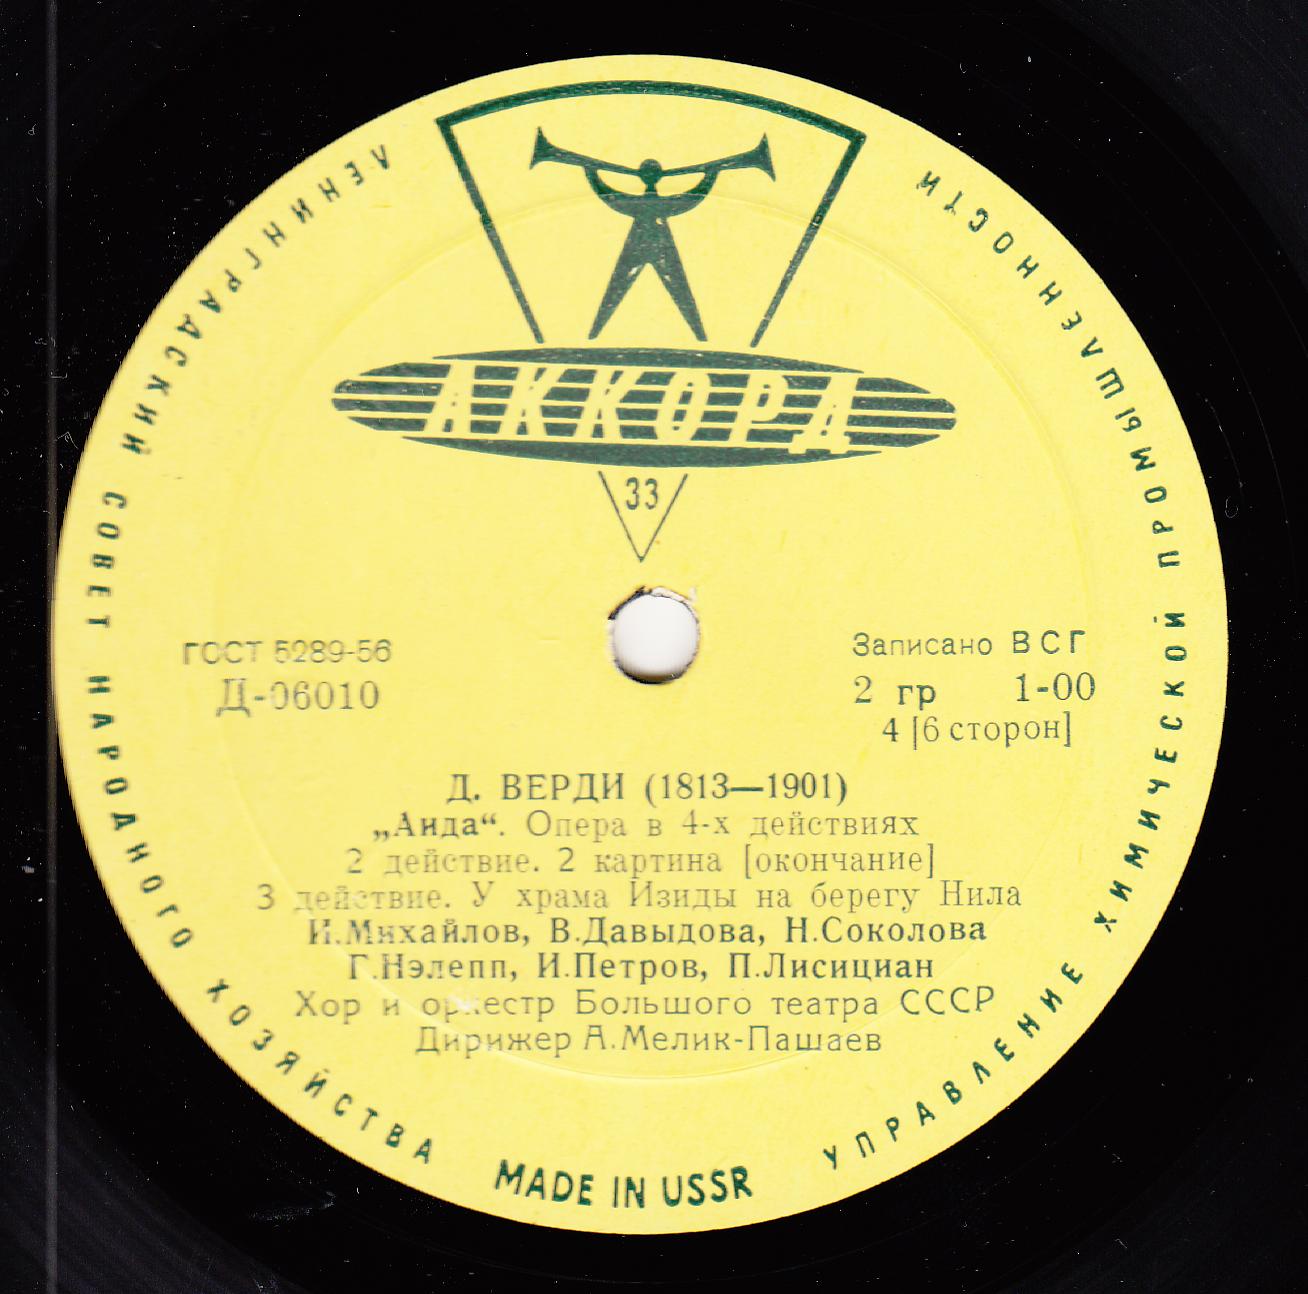 ЛЕНИНГРАДСКИЙ СОВЕТ НАРОДНОГО ХОЗЯЙСТВА
УПРАВЛЕНИЕ ХИМИЧЕСКОЙ ПРОМЫШЛЕННОСТИ
АККОРД
33
ГОСТ 5289-56
Д-06010
Записано ВСГ
2 гр 1-00
4 [6 сторон]
Д. ВЕРДИ (1813—1901)
„Аида“. Опера в 4-х действиях
2 действие. 2 картина [окончание]
3 действие. У храма Изиды на берегу Нила
И.Михайлов, В.Давыдова, Н.Соколова
Г.Нэлепп, И.Петров, П.Лисициан
Хор и оркестр Большого театра СССР
Дирижер А.Мелик-Пашаев
MADE IN USSR